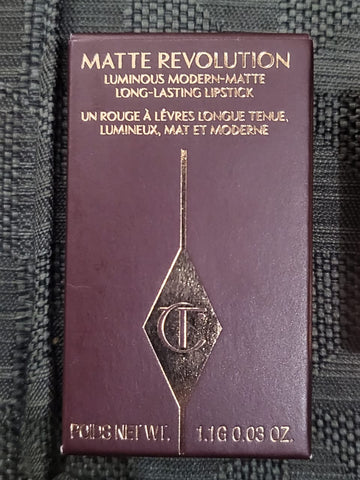 MATTE REVOLUTION
LUMINOUS MODERN-MATTE
LONG-LASTING LIPSTICK
UN ROUGE À LÈVRES LONGUE TENUE,
LUMINEUX, MAT ET MODERNE
CT
POIDS NET WT. 1.1G 0.03 OZ.